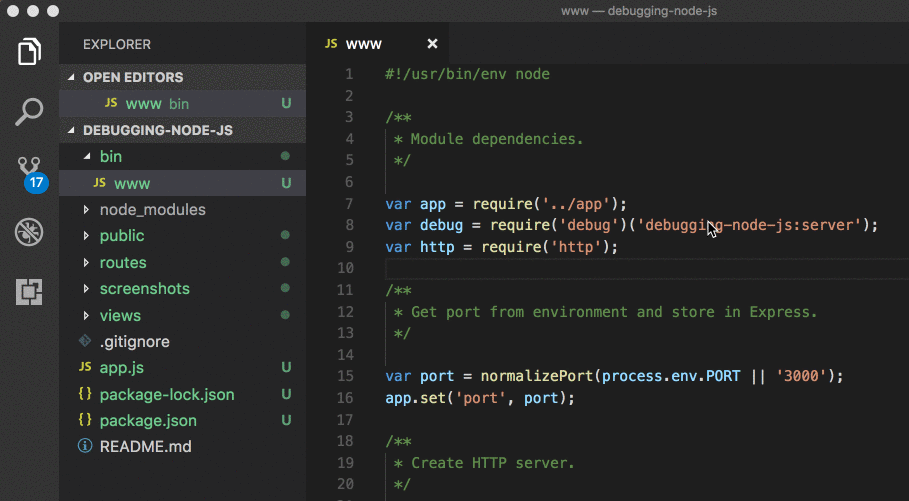 www — debugging-node-js
EXPLORER
OPEN EDITORS
JS www bin U
DEBUGGING-NODE-JS
bin
JS www U
node_modules
public
routes
screenshots
views
.gitignore
JS app.js U
{} package-lock.json U
{} package.json U
README.md
17
JS www ×
1 #!/usr/bin/env node
2
3 /**
4 * Module dependencies.
5 */
6
7 var app = require('../app');
8 var debug = require('debug')('debugging-node-js:server');
9 var http = require('http');
10
11 /**
12 * Get port from environment and store in Express.
13 */
14
15 var port = normalizePort(process.env.PORT || '3000');
16 app.set('port', port);
17
18 /**
19 * Create HTTP server.
20 */